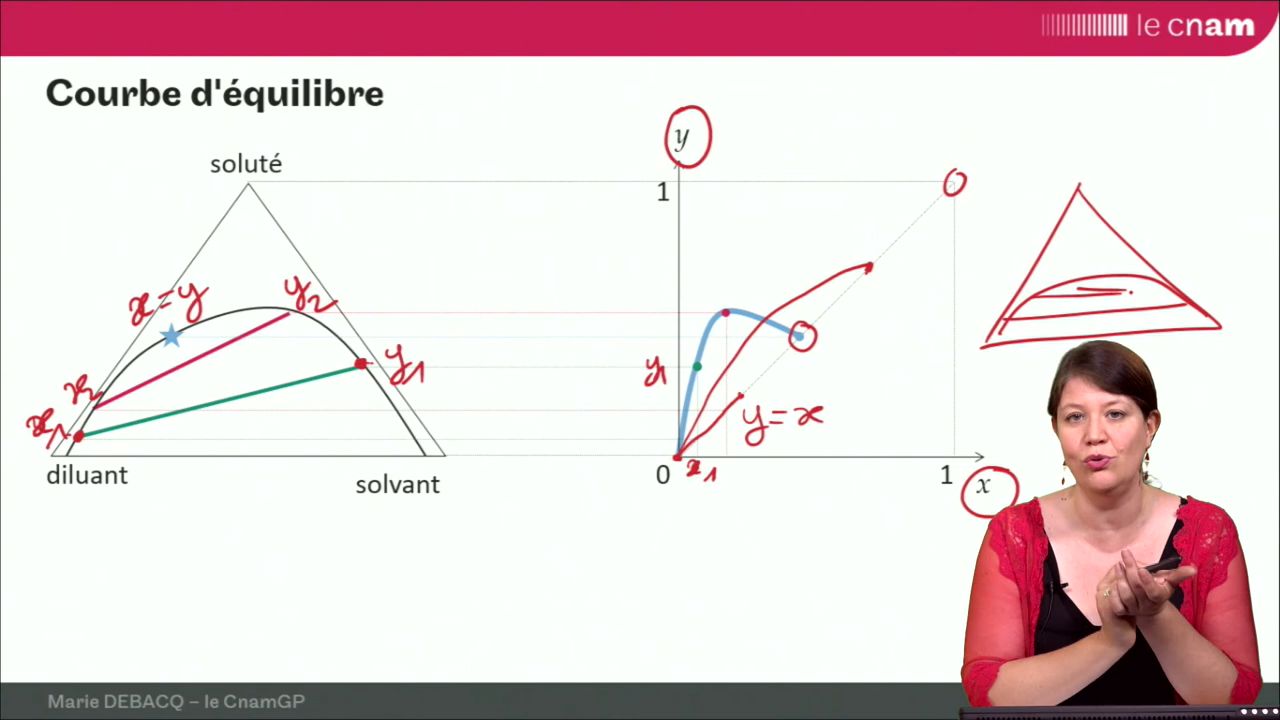 le cnam
Courbe d'équilibre
soluté
x=y
y2
x2
y1
x1
diluant
solvant
y
1
y1
y=x
x1
0
1
x
Marie DEBACQ – le CnamGP